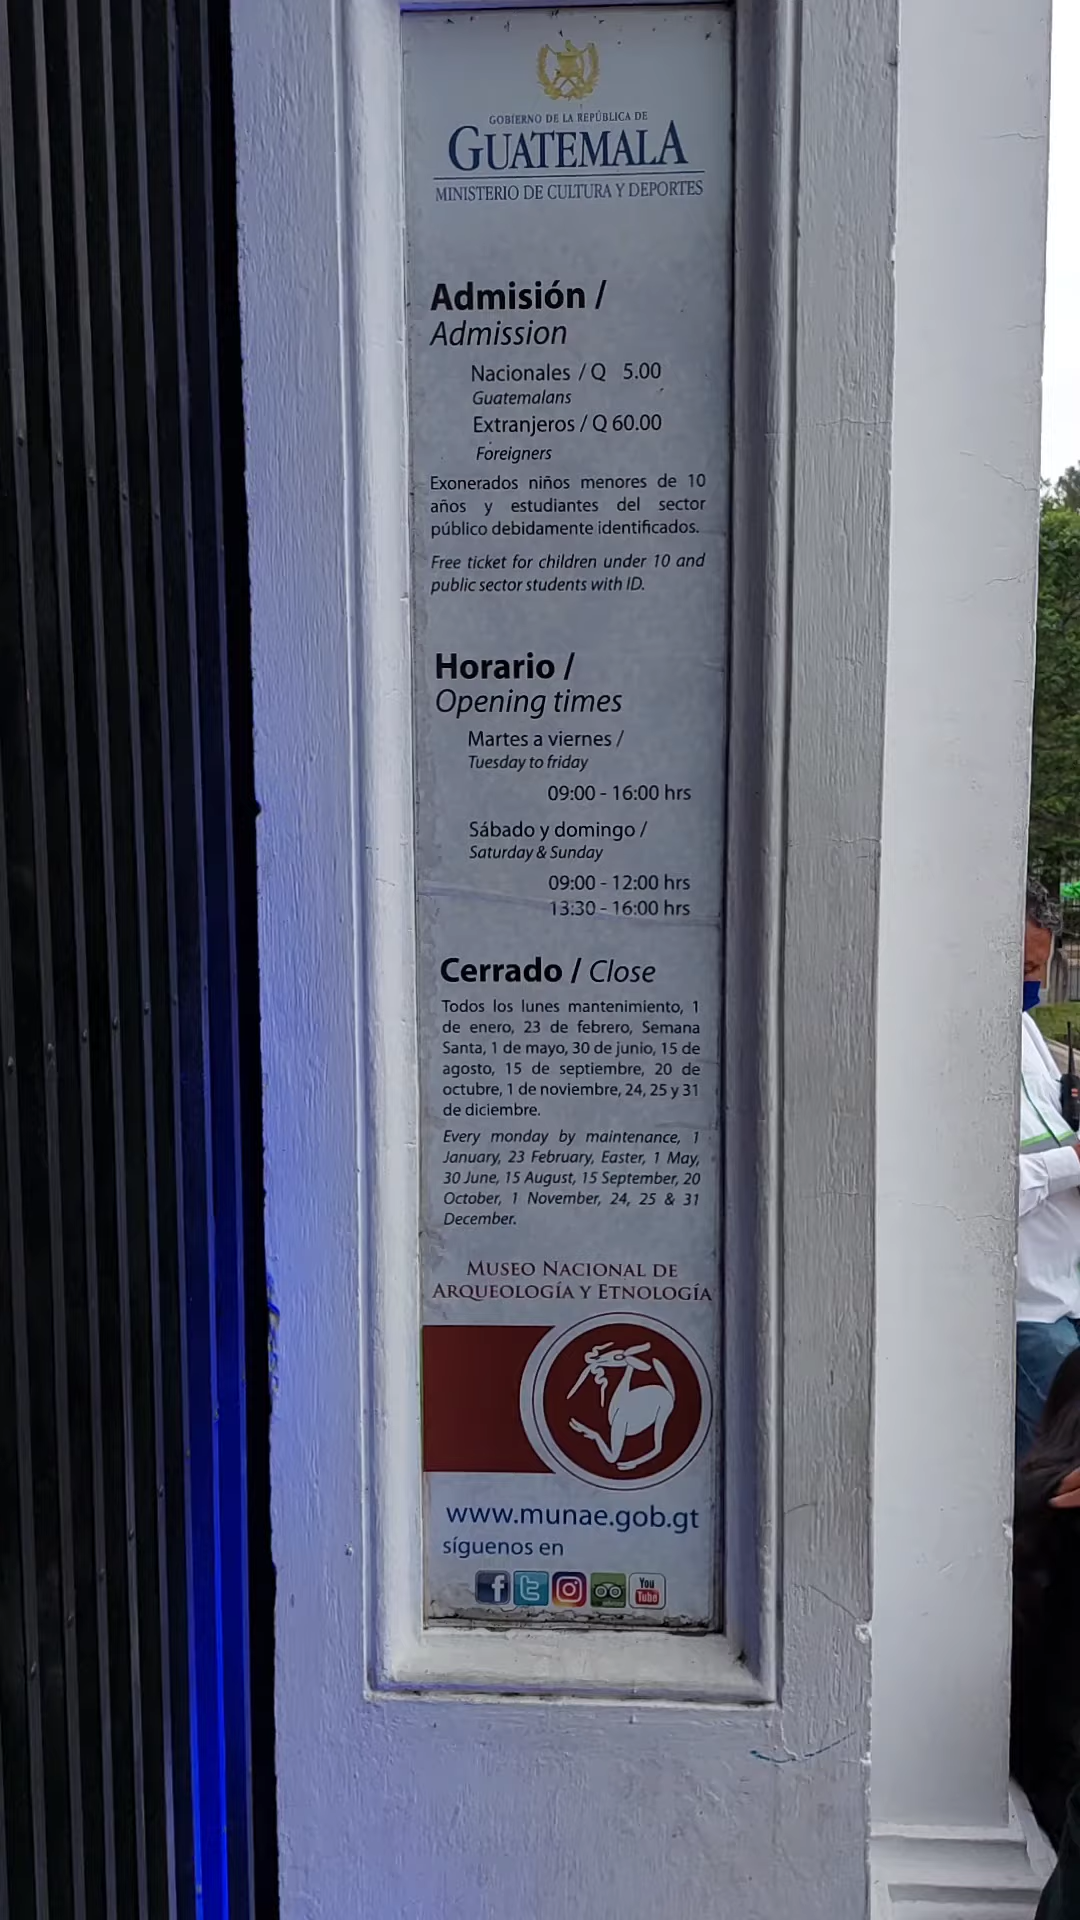 GOBIERNO DE LA REPÚBLICA DE
GUATEMALA
MINISTERIO DE CULTURA Y DEPORTES
Admisión /
Admission
Nacionales / Q 5.00
Guatemalans
Extranjeros / Q 60.00
Foreigners
Exonerados niños menores de 10
años y estudiantes del sector
público debidamente identificados.
Free ticket for children under 10 and
public sector students with ID.
Horario /
Opening times
Martes a viernes /
Tuesday to friday
09:00 - 16:00 hrs
Sábado y domingo /
Saturday & Sunday
09:00 - 12:00 hrs
13:30 - 16:00 hrs
Cerrado / Close
Todos los lunes mantenimiento, 1
de enero, 23 de febrero, Semana
Santa, 1 de mayo, 30 de junio, 15 de
agosto, 15 de septiembre, 20 de
octubre, 1 de noviembre, 24, 25 y 31
de diciembre.
Every monday by maintenance, 1
January, 23 February, Easter, 1 May,
30 June, 15 August, 15 September, 20
October, 1 November, 24, 25 & 31
December.
MUSEO NACIONAL DE
ARQUEOLOGÍA Y ETNOLOGÍA
www.munae.gob.gt
síguenos en
You
Tube